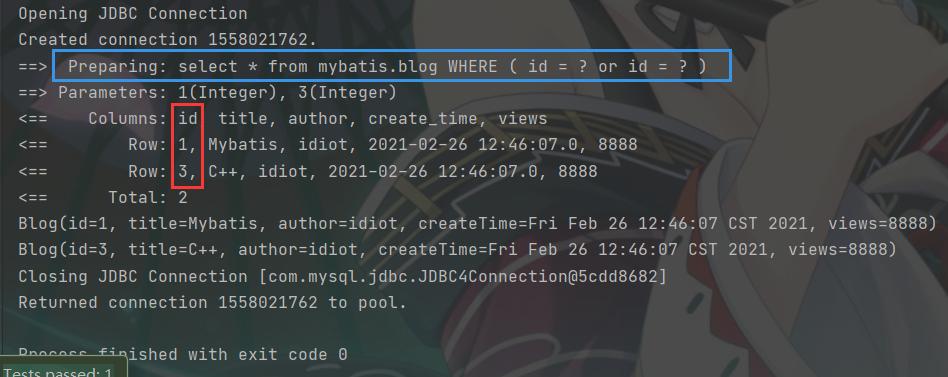 Opening JDBC Connection
Created connection 1558021762.
==>  Preparing: select * from mybatis.blog WHERE ( id = ? or id = ? )
==> Parameters: 1(Integer), 3(Integer)
<==    Columns: id, title, author, create_time, views
<==        Row: 1, Mybatis, idiot, 2021-02-26 12:46:07.0, 8888
<==        Row: 3, C++, idiot, 2021-02-26 12:46:07.0, 8888
<==      Total: 2
Blog(id=1, title=Mybatis, author=idiot, createTime=Fri Feb 26 12:46:07 CST 2021, views=8888)
Blog(id=3, title=C++, author=idiot, createTime=Fri Feb 26 12:46:07 CST 2021, views=8888)
Closing JDBC Connection [com.mysql.jdbc.JDBC4Connection@5cdd8682]
Returned connection 1558021762 to pool.
Process finished with exit code 0
Tests passed: 1